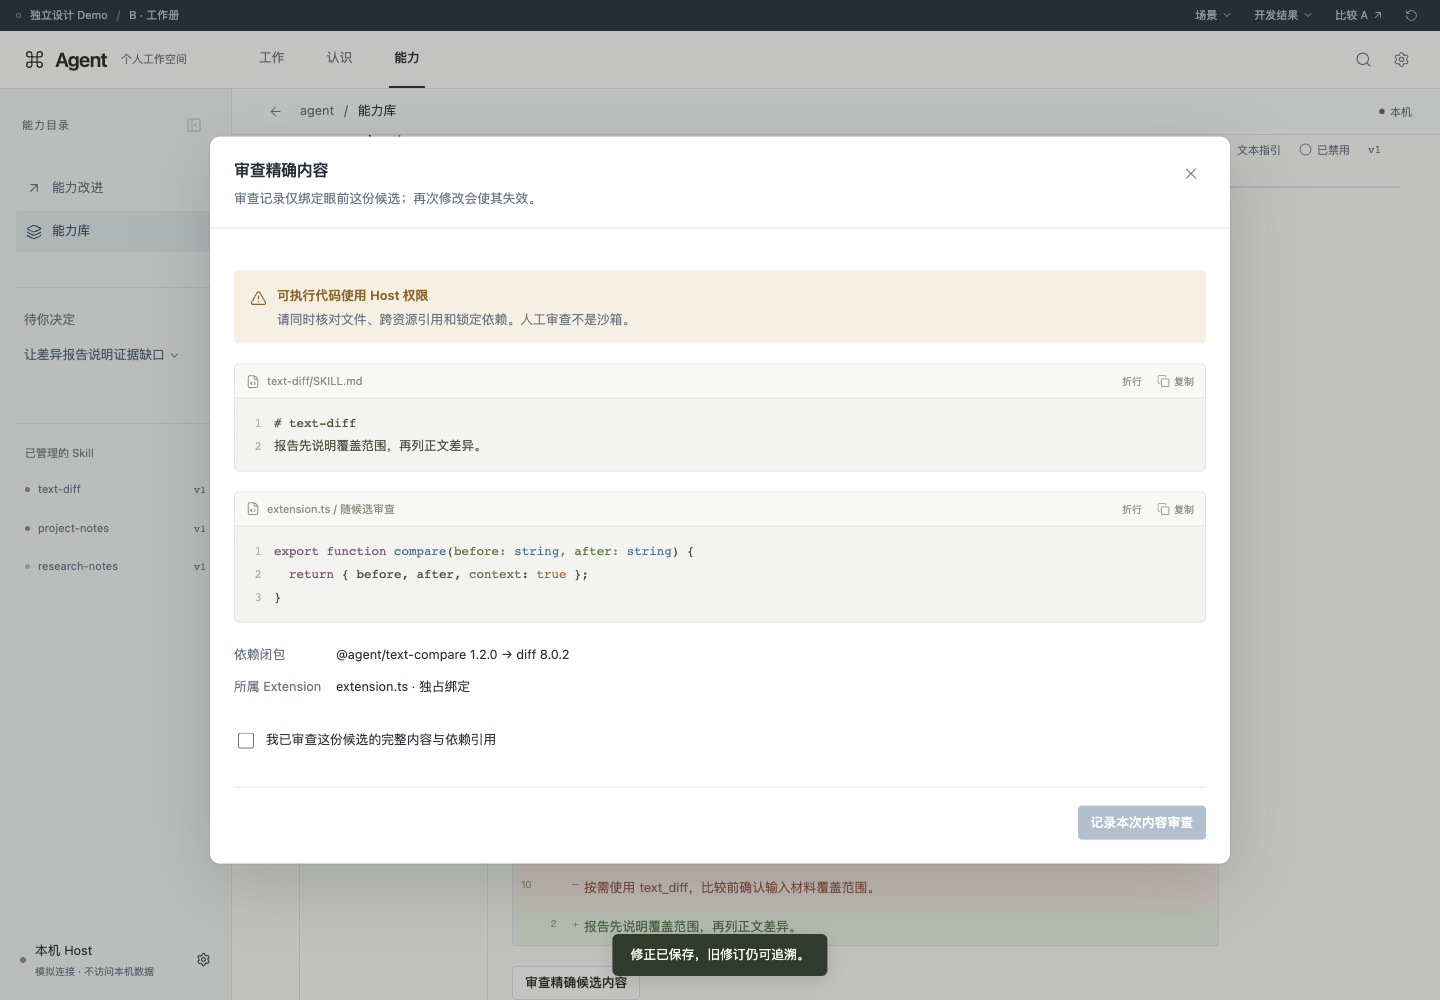 独立设计 Demo / B · 工作册
场景
开发结果
比较 A
Agent 个人工作空间
工作
认识
能力
能力目录
agent / 能力库
本机
能力改进
能力库
文本指引
已禁用
v1
待你决定
让差异报告说明证据缺口
已管理的 Skill
text-diff v1
project-notes v1
research-notes v1
本机 Host
模拟连接 · 不访问本机数据
审查精确内容
审查记录仅绑定眼前这份候选；再次修改会使其失效。
可执行代码使用 Host 权限
请同时核对文件、跨资源引用和锁定依赖。人工审查不是沙箱。
text-diff/SKILL.md 折行 复制
1 # text-diff
2 报告先说明覆盖范围，再列正文差异。
extension.ts / 随候选审查 折行 复制
1 export function compare(before: string, after: string) {
2 return { before, after, context: true };
3 }
依赖闭包 @agent/text-compare 1.2.0 → diff 8.0.2
所属 Extension extension.ts · 独占绑定
我已审查这份候选的完整内容与依赖引用
记录本次内容审查
10 − 按需使用 text_diff，比较前确认输入材料覆盖范围。
2 + 报告先说明覆盖范围，再列正文差异。
修正已保存，旧修订仍可追溯。
审查精确候选内容